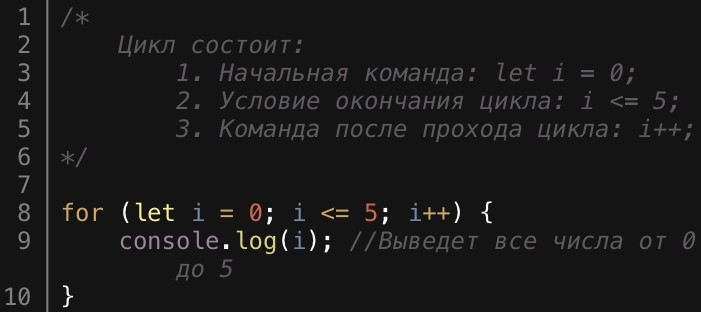 1 /*
2 Цикл состоит:
3 1. Начальная команда: let i = 0;
4 2. Условие окончания цикла: i <= 5;
5 3. Команда после прохода цикла: i++;
6 */
7
8 for (let i = 0; i <= 5; i++) {
9 console.log(i); //Выведет все числа от 0
до 5
10 }